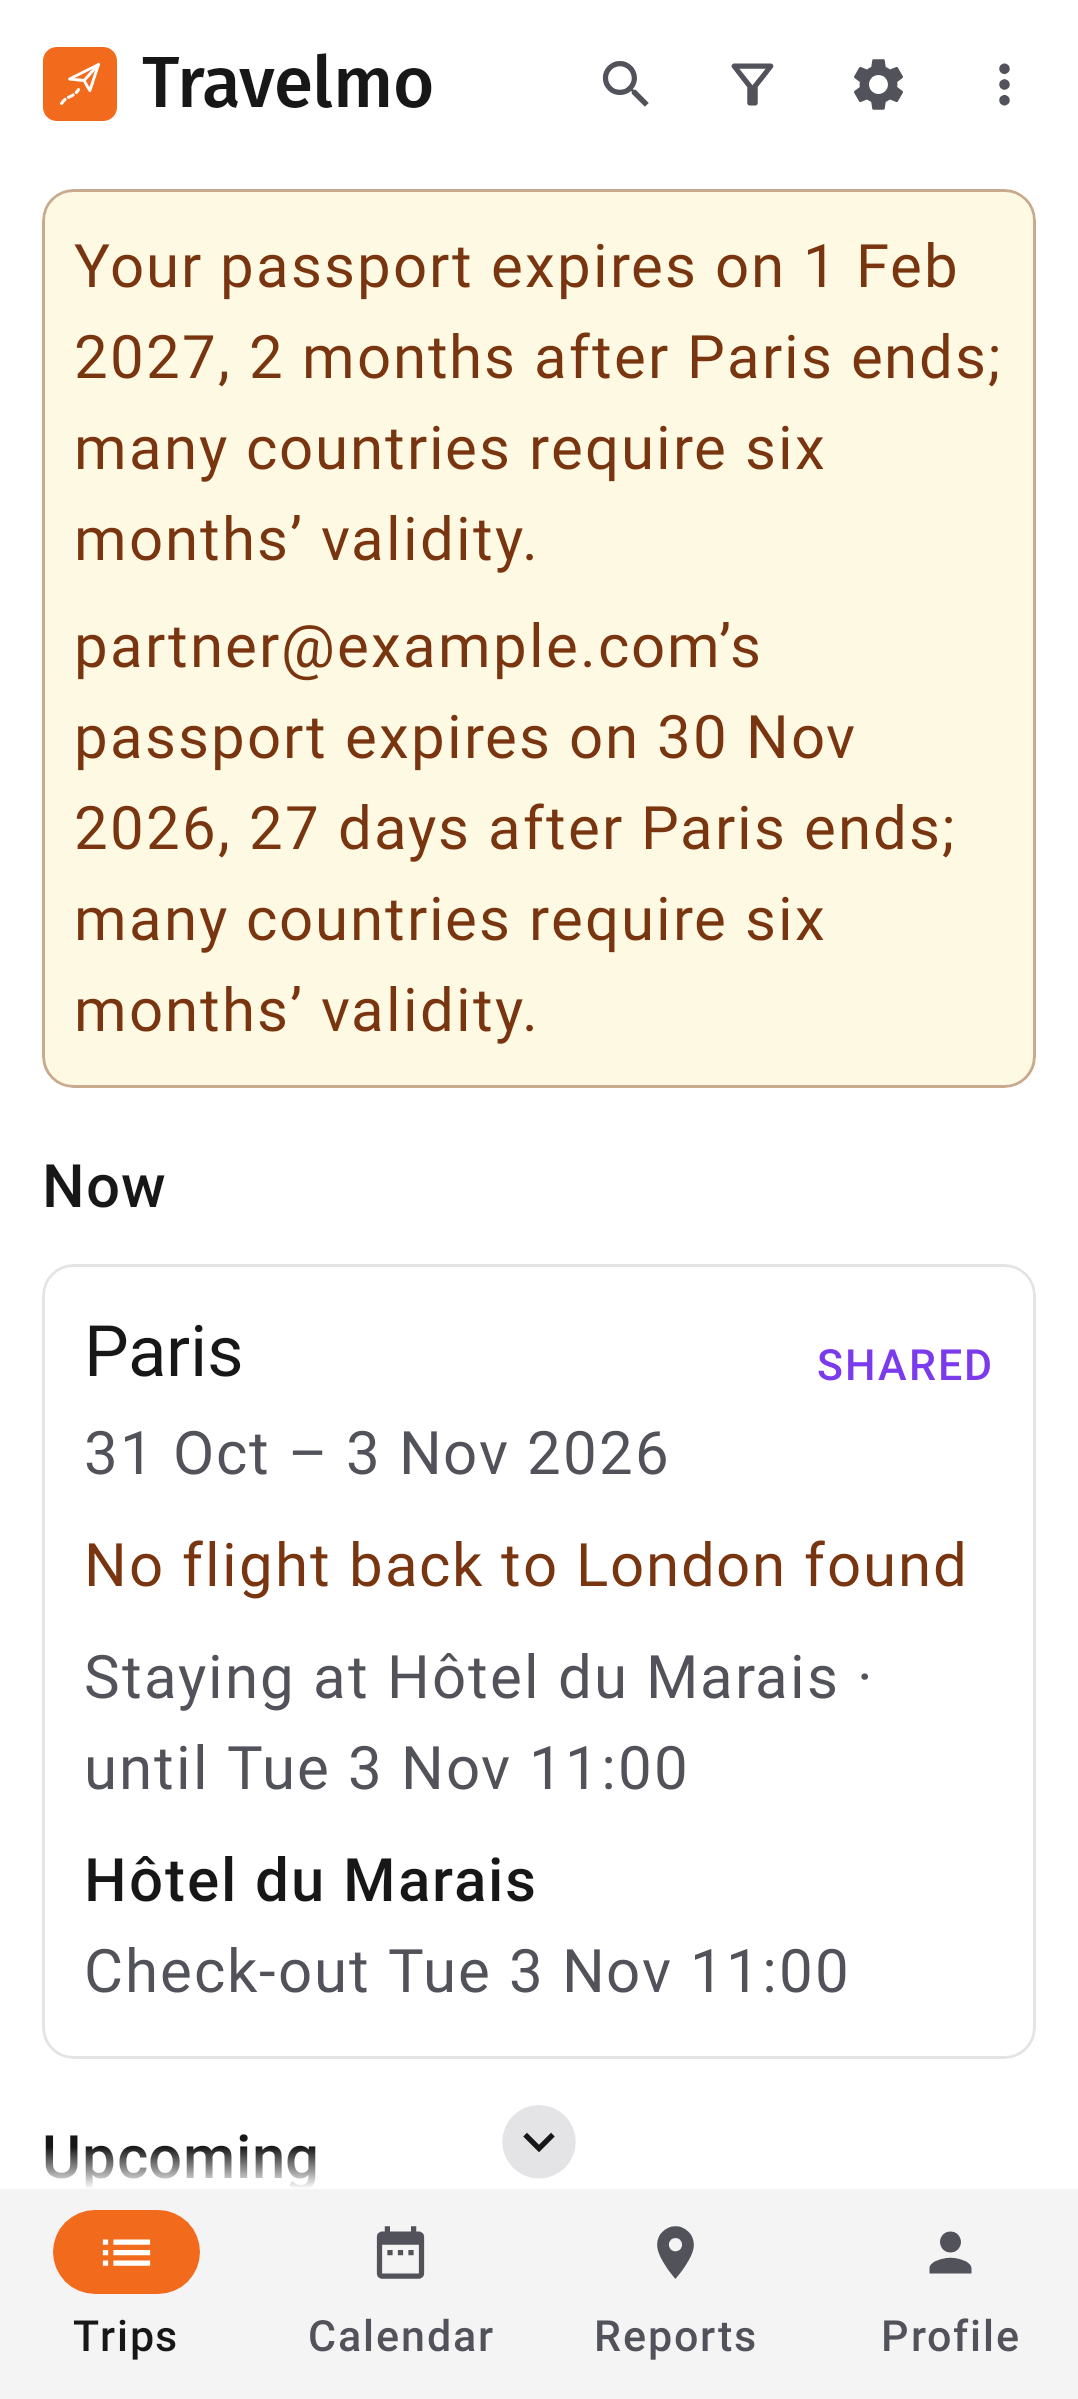 Travelmo
Your passport expires on 1 Feb
2027, 2 months after Paris ends;
many countries require six
months’ validity.
partner@example.com’s
passport expires on 30 Nov
2026, 27 days after Paris ends;
many countries require six
months’ validity.
Now
Paris
SHARED
31 Oct – 3 Nov 2026
No flight back to London found
Staying at Hôtel du Marais ·
until Tue 3 Nov 11:00
Hôtel du Marais
Check-out Tue 3 Nov 11:00
Upcoming
Trips
Calendar
Reports
Profile